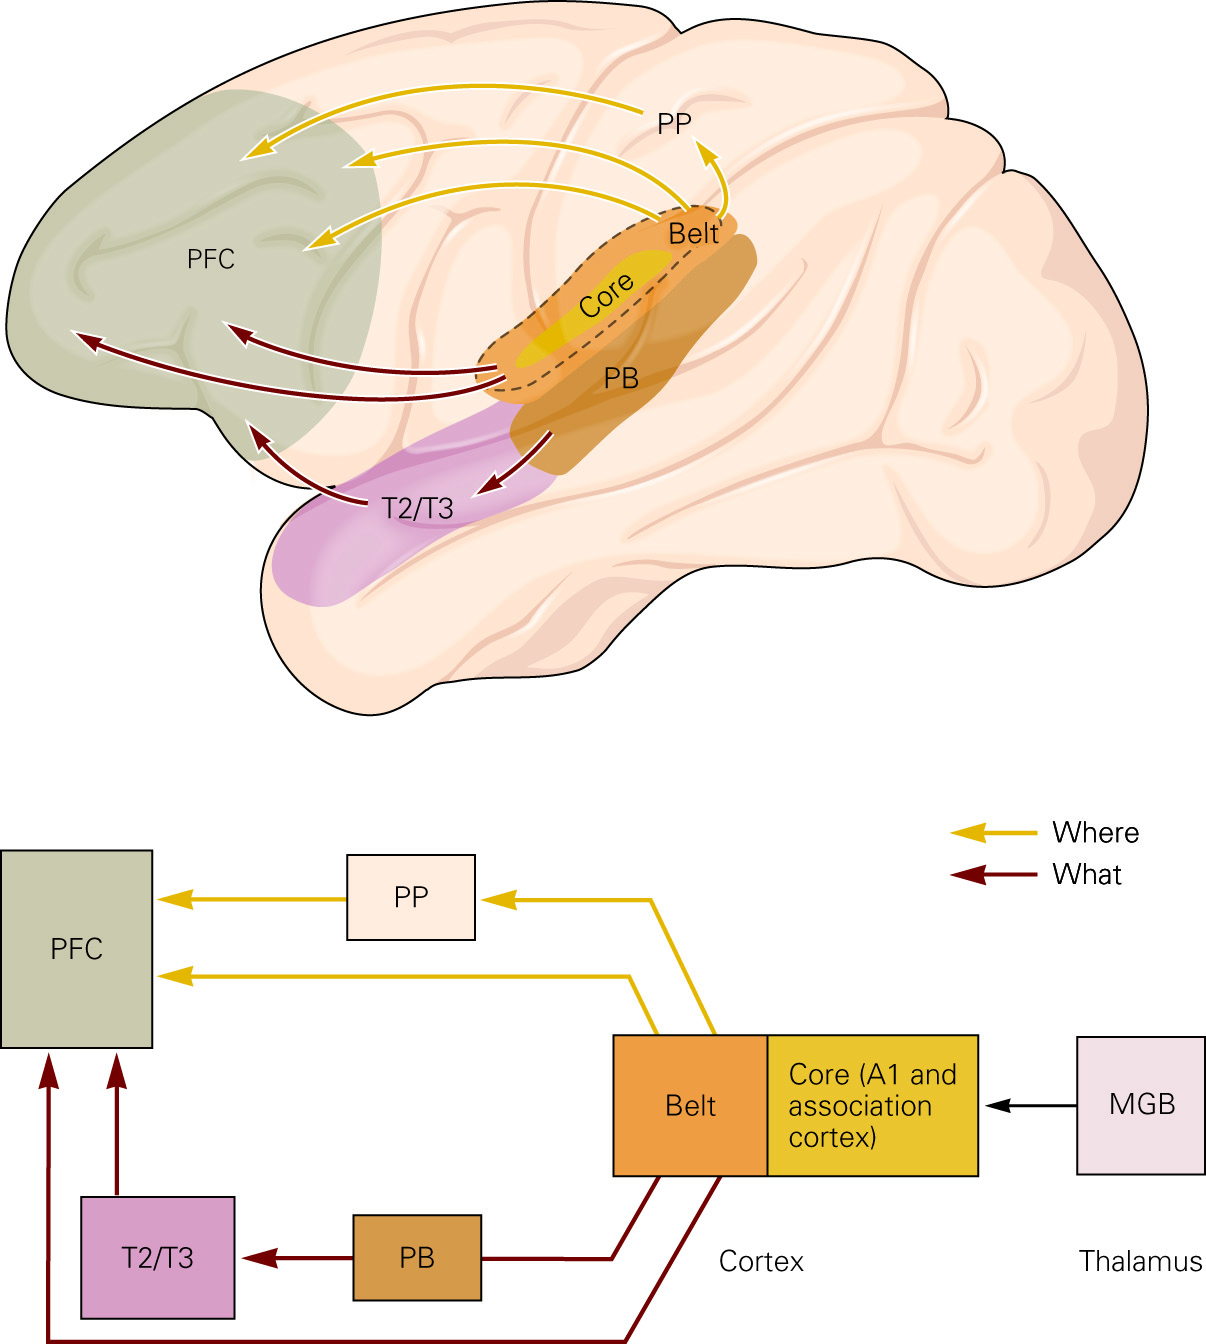 PP
Belt
PFC
Core
PB
T2/T3
Where
What
PP
PFC
Core (A1 and
association
cortex)
Belt
MGB
T2/T3
PB
Cortex
Thalamus